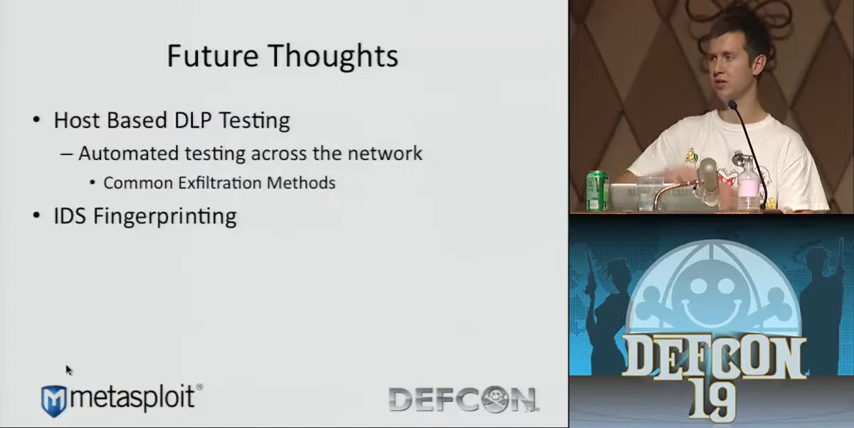 Future Thoughts
• Host Based DLP Testing
– Automated testing across the network
• Common Exfiltration Methods
• IDS Fingerprinting
metasploit®
DEFCON
DEFCON
19